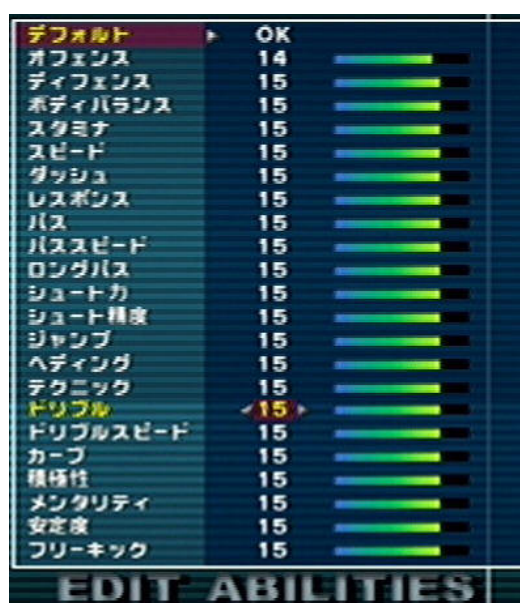 デフォルト OK
オフェンス 14
ディフェンス 15
ボディバランス 15
スタミナ 15
スピード 15
ダッシュ 15
レスポンス 15
パス 15
パススピード 15
ロングパス 15
シュート力 15
シュート精度 15
ジャンプ 15
ヘディング 15
テクニック 15
ドリブル 15
ドリブルスピード 15
カーブ 15
積極性 15
メンタリティ 15
安定度 15
フリーキック 15
EDIT ABILITIES